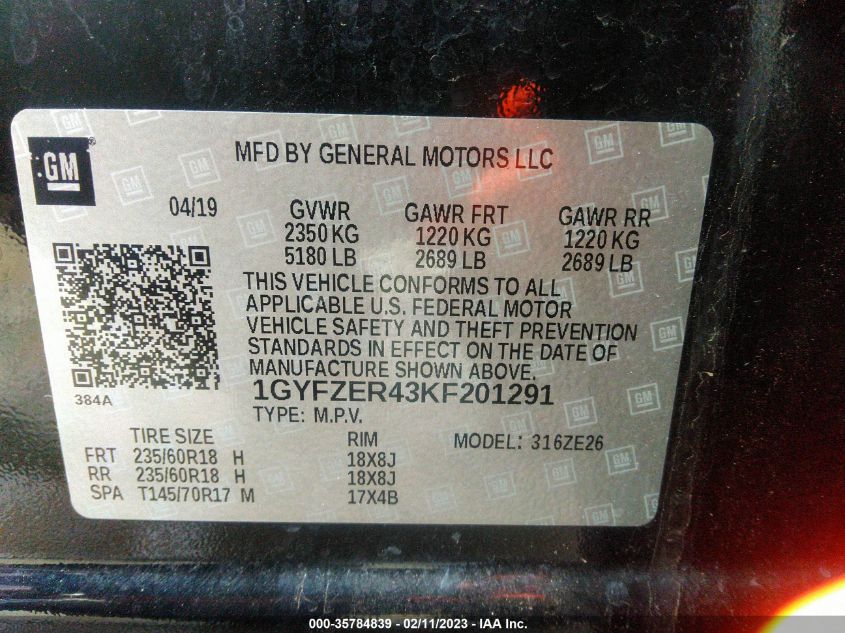 GM
MFD BY GENERAL MOTORS LLC
04/19 GVWR GAWR FRT GAWR RR
2350 KG 1220 KG 1220 KG
5180 LB 2689 LB 2689 LB
THIS VEHICLE CONFORMS TO ALL
APPLICABLE U.S. FEDERAL MOTOR
VEHICLE SAFETY AND THEFT PREVENTION
STANDARDS IN EFFECT ON THE DATE OF
MANUFACTURE SHOWN ABOVE.
384A
1GYFZER43KF201291
TYPE: M.P.V.
TIRE SIZE RIM MODEL: 316ZE26
FRT 235/60R18 H 18X8J
RR 235/60R18 H 18X8J
SPA T145/70R17 M 17X4B
000-35784839 - 02/11/2023 - IAA Inc.